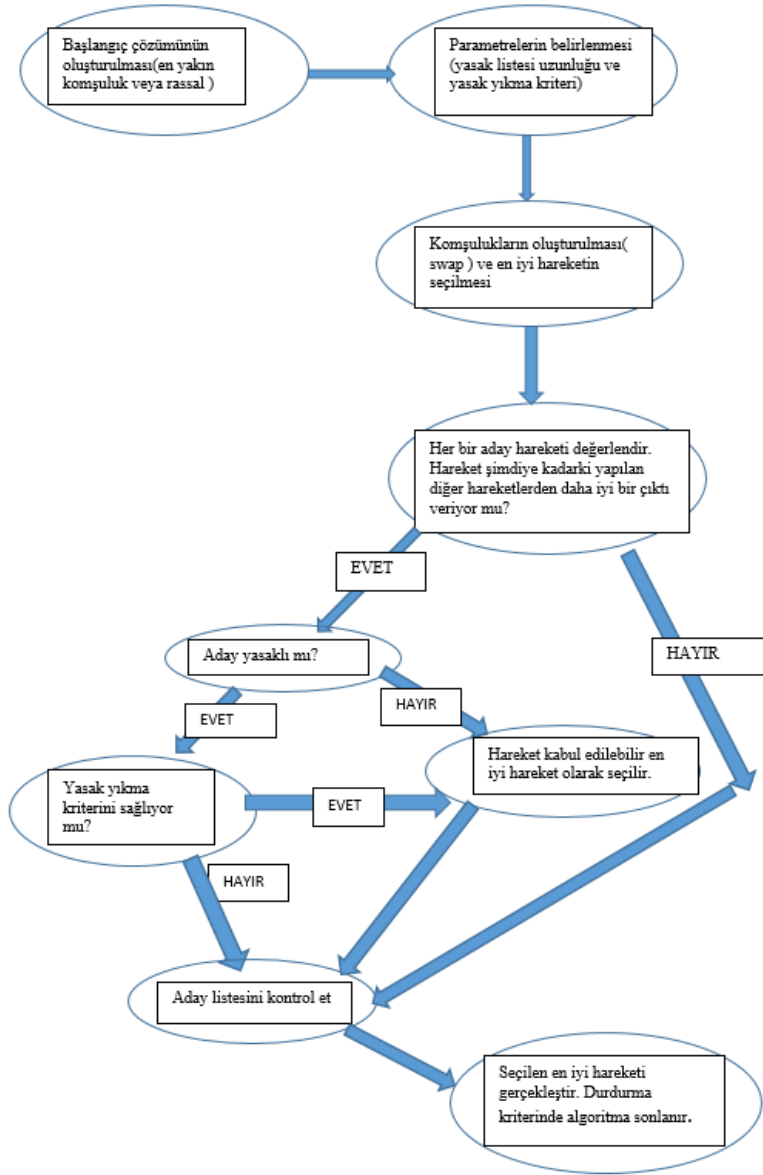 Başlangıç çözümünün
oluşturulması(en yakın
komşuluk veya rassal )
Parametrelerin belirlenmesi
(yasak listesi uzunluğu ve
yasak yıkma kriteri)
Komşulukların oluşturulması(
swap ) ve en iyi hareketin
seçilmesi
Her bir aday hareketi değerlendir.
Hareket şimdiye kadarki yapılan
diğer hareketlerden daha iyi bir çıktı
veriyor mu?
EVET
HAYIR
Aday yasaklı mı?
EVET
HAYIR
Hareket kabul edilebilir en
iyi hareket olarak seçilir.
Yasak yıkma
kriterini sağlıyor
mu?
EVET
HAYIR
Aday listesini kontrol et
Seçilen en iyi hareketi
gerçekleştir. Durdurma
kriterinde algoritma sonlanır.